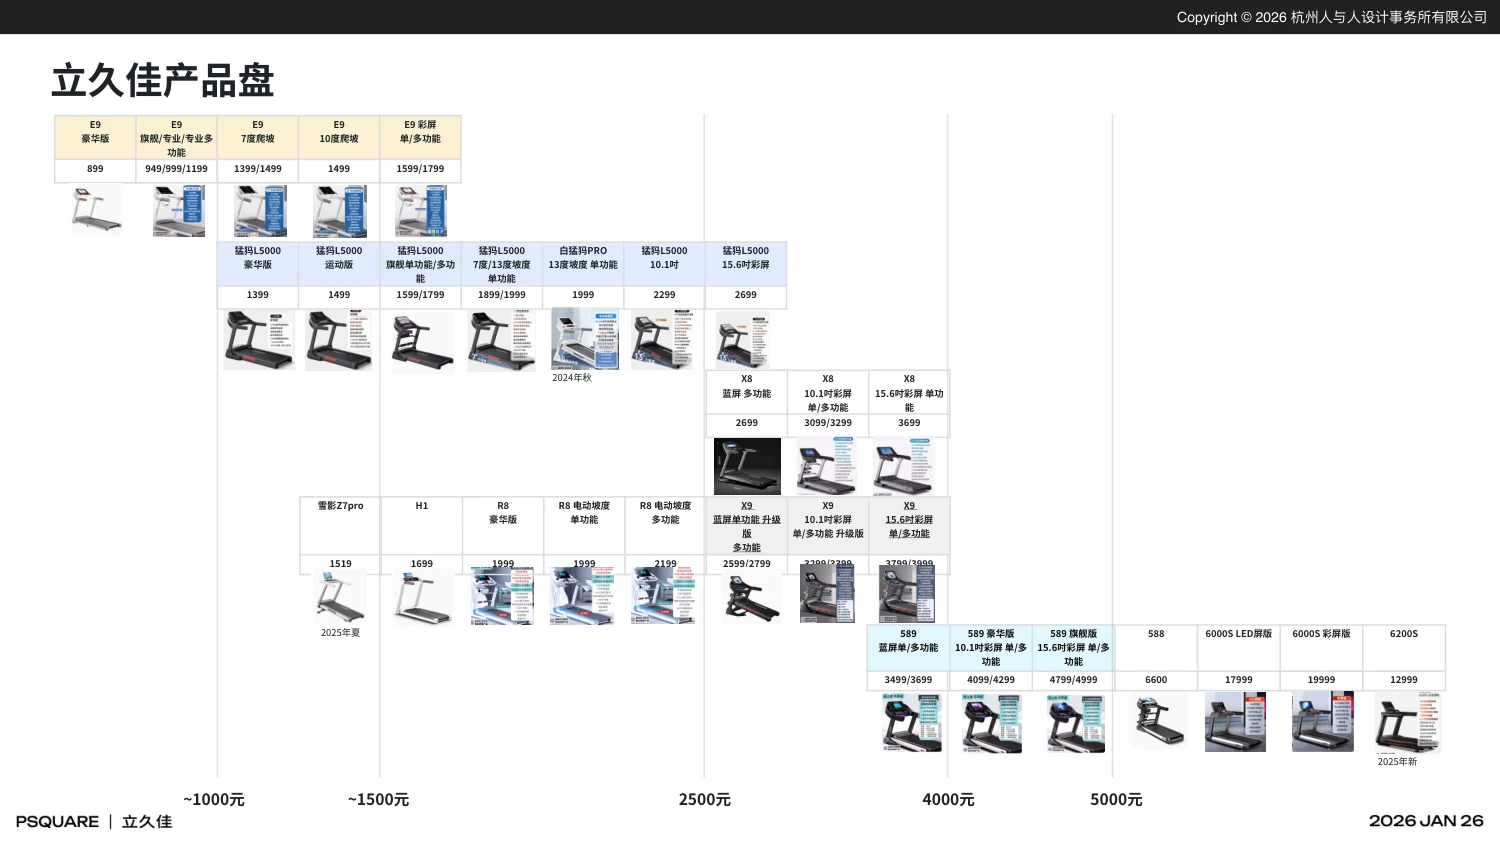 Copyright © 2026 杭州人与人设计事务所有限公司
立久佳产品盘
E9
豪华版
E9
旗舰/专业/专业多
功能
E9
7度爬坡
E9
10度爬坡
E9 彩屏
单/多功能
899
949/999/1199
1399/1499
1499
1599/1799
猛犸L5000
豪华版
猛犸L5000
运动版
猛犸L5000
旗舰单功能/多功
能
猛犸L5000
7度/13度坡度
单功能
白猛犸PRO
13度坡度 单功能
猛犸L5000
10.1吋
猛犸L5000
15.6吋彩屏
1399
1499
1599/1799
1899/1999
1999
2299
2699
2024年秋
X8
蓝屏 多功能
X8
10.1吋彩屏
单/多功能
X8
15.6吋彩屏 单功
能
2699
3099/3299
3699
雪影Z7pro
H1
R8
豪华版
R8 电动坡度
单功能
R8 电动坡度
多功能
X9
蓝屏单功能 升级
版
多功能
X9
10.1吋彩屏
单/多功能 升级版
X9
15.6吋彩屏
单/多功能
1519
1699
1999
1999
2199
2599/2799
3299/3399
3799/3999
2025年夏
589
蓝屏单/多功能
589 豪华版
10.1吋彩屏 单/多
功能
589 旗舰版
15.6吋彩屏 单/多
功能
588
6000S LED屏版
6000S 彩屏版
6200S
3499/3699
4099/4299
4799/4999
6600
17999
19999
12999
2025年新
~1000元
~1500元
2500元
4000元
5000元
PSQUARE | 立久佳
2026 JAN 26